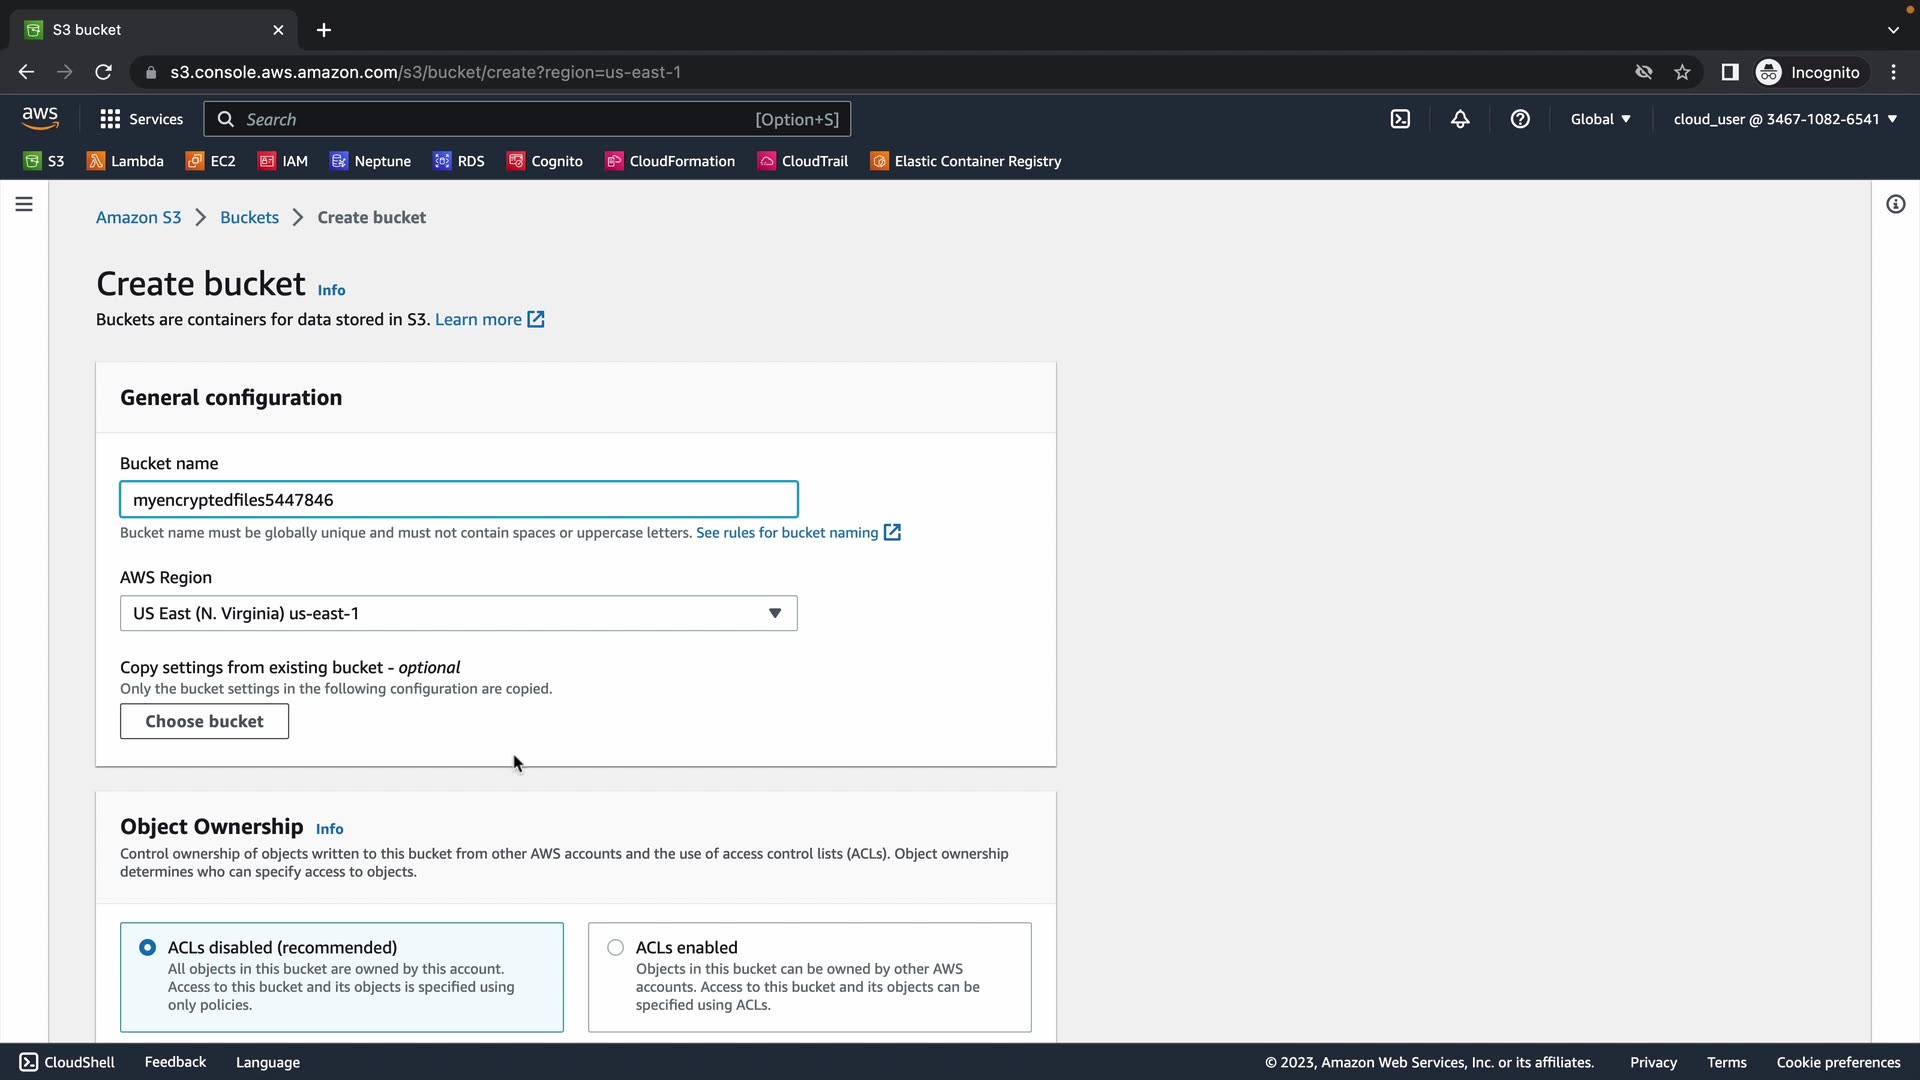 S3 bucket
s3.console.aws.amazon.com/s3/bucket/create?region=us-east-1
Incognito
aws
Services
Search
[Option+S]
Global
cloud_user @ 3467-1082-6541
S3
Lambda
EC2
IAM
Neptune
RDS
Cognito
CloudFormation
CloudTrail
Elastic Container Registry
Amazon S3 > Buckets > Create bucket
Create bucket Info
Buckets are containers for data stored in S3. Learn more
General configuration
Bucket name
myencryptedfiles5447846
Bucket name must be globally unique and must not contain spaces or uppercase letters. See rules for bucket naming
AWS Region
US East (N. Virginia) us-east-1
Copy settings from existing bucket - optional
Only the bucket settings in the following configuration are copied.
Choose bucket
Object Ownership Info
Control ownership of objects written to this bucket from other AWS accounts and the use of access control lists (ACLs). Object ownership
determines who can specify access to objects.
ACLs disabled (recommended)
All objects in this bucket are owned by this account.
Access to this bucket and its objects is specified using
only policies.
ACLs enabled
Objects in this bucket can be owned by other AWS
accounts. Access to this bucket and its objects can be
specified using ACLs.
CloudShell
Feedback
Language
© 2023, Amazon Web Services, Inc. or its affiliates.
Privacy
Terms
Cookie preferences